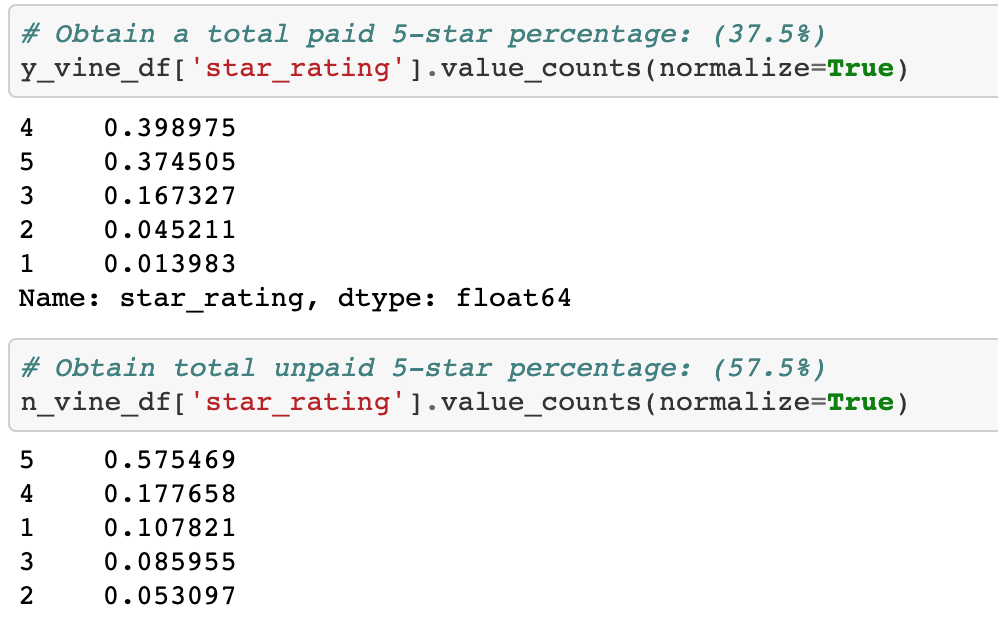 # Obtain a total paid 5-star percentage: (37.5%)
y_vine_df['star_rating'].value_counts(normalize=True)
4    0.398975
5    0.374505
3    0.167327
2    0.045211
1    0.013983
Name: star_rating, dtype: float64
# Obtain total unpaid 5-star percentage: (57.5%)
n_vine_df['star_rating'].value_counts(normalize=True)
5    0.575469
4    0.177658
1    0.107821
3    0.085955
2    0.053097